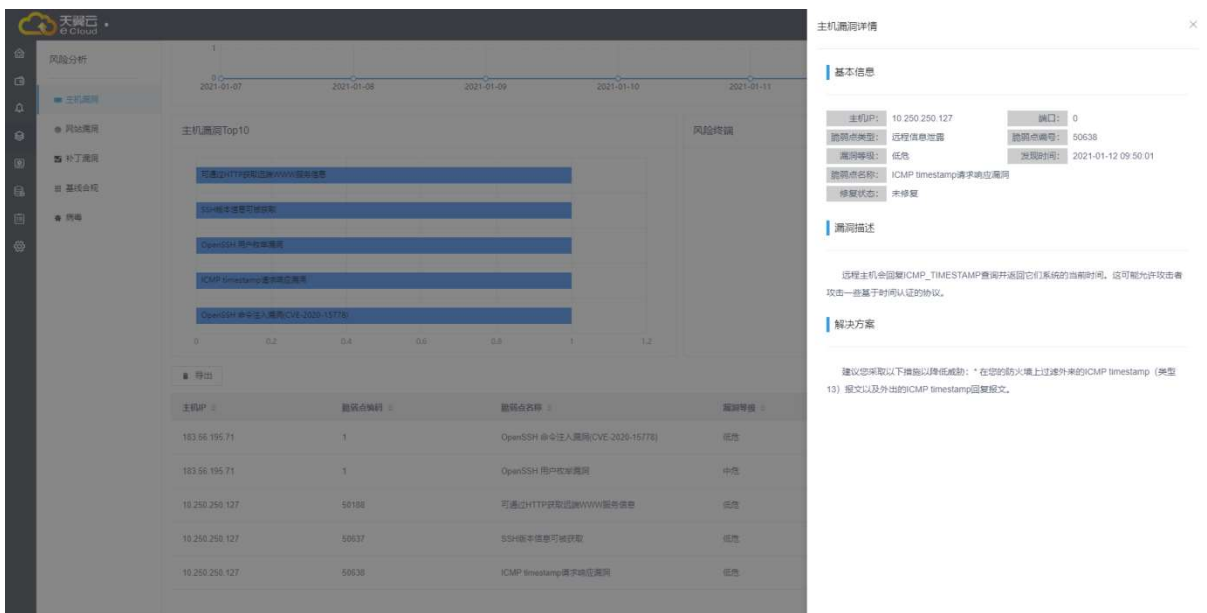 天翼云
e Cloud
风险分析
主机漏洞
网站漏洞
补丁漏洞
基线合规
病毒
1
0
2021-01-07 2021-01-08 2021-01-09 2021-01-10 2021-01-11
主机漏洞Top10
风险终端
可通过HTTP获取远端WWW服务信息
SSH版本信息可被获取
OpenSSH 用户枚举漏洞
ICMP timestamp请求响应漏洞
OpenSSH 命令注入漏洞(CVE-2020-15778)
0 0.2 0.4 0.6 0.8 1 1.2
导出
主机IP 脆弱点编码 脆弱点名称 漏洞等级
183.56.195.71 1 OpenSSH 命令注入漏洞(CVE-2020-15778) 低危
183.56.195.71 1 OpenSSH 用户枚举漏洞 中危
10.250.250.127 50188 可通过HTTP获取远端WWW服务信息 低危
10.250.250.127 50637 SSH版本信息可被获取 低危
10.250.250.127 50638 ICMP timestamp请求响应漏洞 低危
主机漏洞详情
基本信息
主机IP: 10.250.250.127 端口: 0
脆弱点类型: 远程信息泄露 脆弱点编号: 50638
漏洞等级: 低危 发现时间: 2021-01-12 09:50:01
脆弱点名称: ICMP timestamp请求响应漏洞
修复状态: 未修复
漏洞描述
远程主机会回复ICMP_TIMESTAMP查询并返回它们系统的当前时间。这可能允许攻击者
攻击一些基于时间认证的协议。
解决方案
建议您采取以下措施以降低威胁：* 在您的防火墙上过滤外来的ICMP timestamp（类型
13）报文以及外出的ICMP timestamp回复报文。